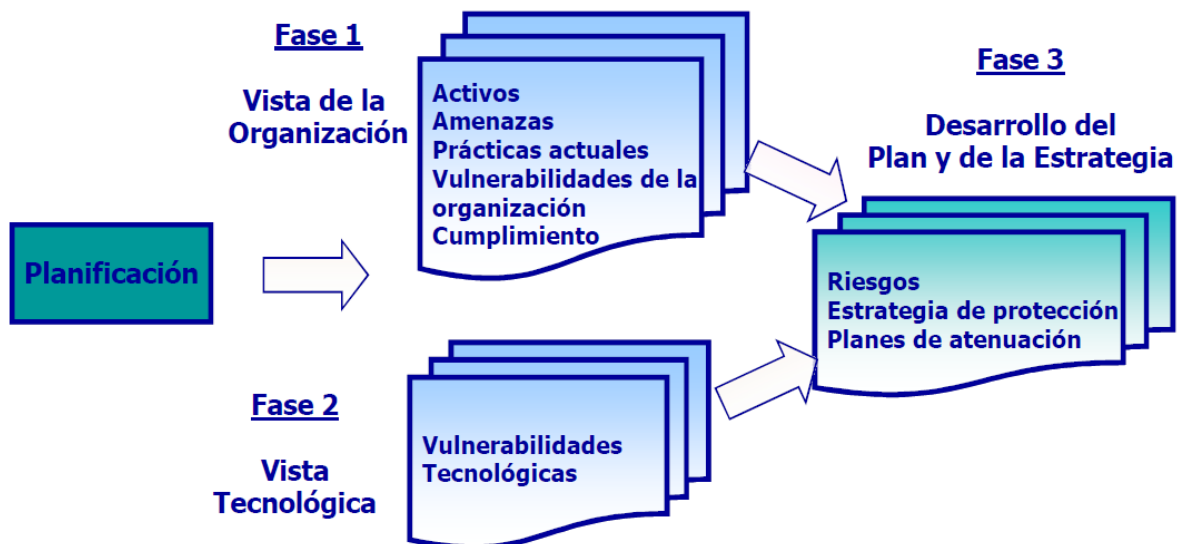 Planificación
Fase 1
Vista de la
Organización
Activos
Amenazas
Prácticas actuales
Vulnerabilidades de la
organización
Cumplimiento
Fase 2
Vista
Tecnológica
Vulnerabilidades
Tecnológicas
Fase 3
Desarrollo del
Plan y de la Estrategia
Riesgos
Estrategia de protección
Planes de atenuación